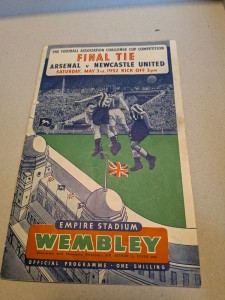 THE FOOTBALL ASSOCIATION CHALLENGE CUP COMPETITION
FINAL TIE
ARSENAL v NEWCASTLE UNITED
SATURDAY, MAY 3rd, 1952 KICK OFF 3pm
EMPIRE STADIUM
WEMBLEY
OFFICIAL PROGRAMME · ONE SHILLING